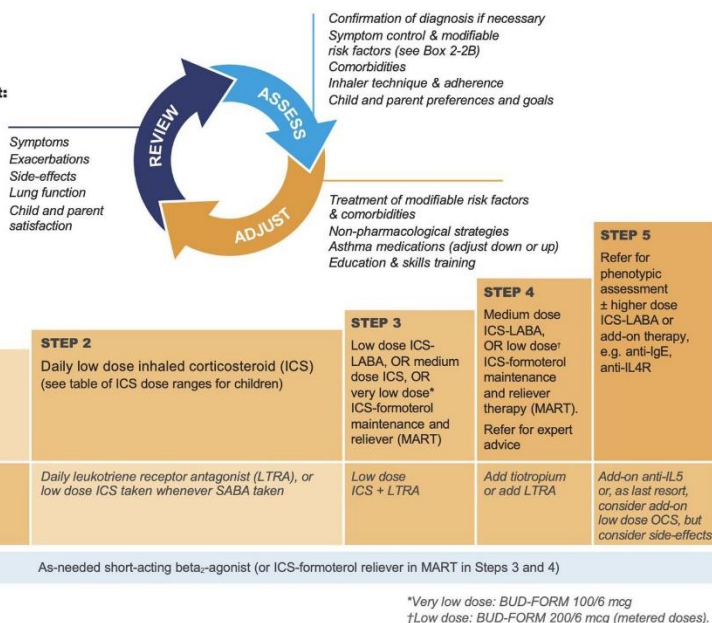 Confirmation of diagnosis if necessary
Symptom control & modifiable
risk factors (see Box 2-2B)
Comorbidities
Inhaler technique & adherence
Child and parent preferences and goals
t:
REVIEW
ASSESS
ADJUST
Symptoms
Exacerbations
Side-effects
Lung function
Child and parent
satisfaction
Treatment of modifiable risk factors
& comorbidities
Non-pharmacological strategies
Asthma medications (adjust down or up)
Education & skills training
STEP 2
Daily low dose inhaled corticosteroid (ICS)
(see table of ICS dose ranges for children)
STEP 3
Low dose ICS-
LABA, OR medium
dose ICS, OR
very low dose*
ICS-formoterol
maintenance and
reliever (MART)
STEP 4
Medium dose
ICS-LABA,
OR low dose†
ICS-formoterol
maintenance
and reliever
therapy (MART).
Refer for expert
advice
STEP 5
Refer for
phenotypic
assessment
± higher dose
ICS-LABA or
add-on therapy,
e.g. anti-IgE,
anti-IL4R
Daily leukotriene receptor antagonist (LTRA), or
low dose ICS taken whenever SABA taken
Low dose
ICS + LTRA
Add tiotropium
or add LTRA
Add-on anti-IL5
or, as last resort,
consider add-on
low dose OCS, but
consider side-effects
As-needed short-acting beta₂-agonist (or ICS-formoterol reliever in MART in Steps 3 and 4)
*Very low dose: BUD-FORM 100/6 mcg
†Low dose: BUD-FORM 200/6 mcg (metered doses).